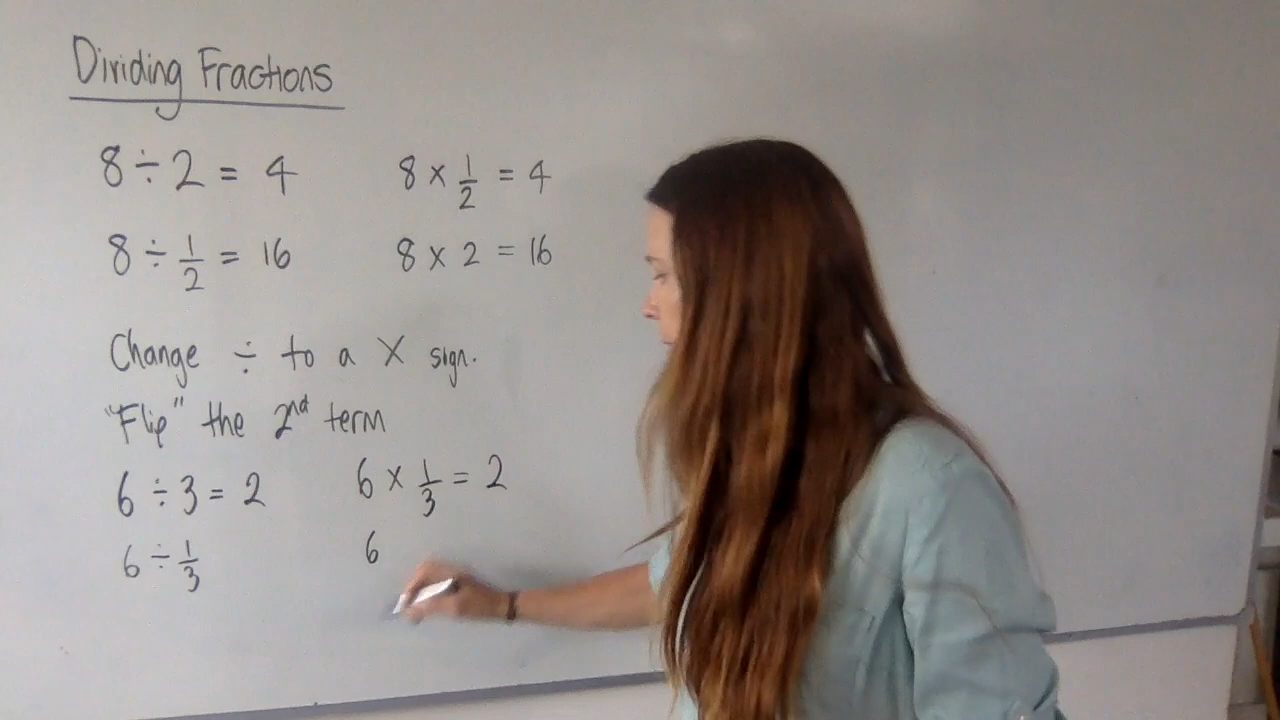 Dividing Fractions
8 ÷ 2 = 4    8 × 1/2 = 4
8 ÷ 1/2 = 16    8 × 2 = 16
Change ÷ to a X sign.
"Flip" the 2nd term
6 ÷ 3 = 2    6 × 1/3 = 2
6 ÷ 1/3    6